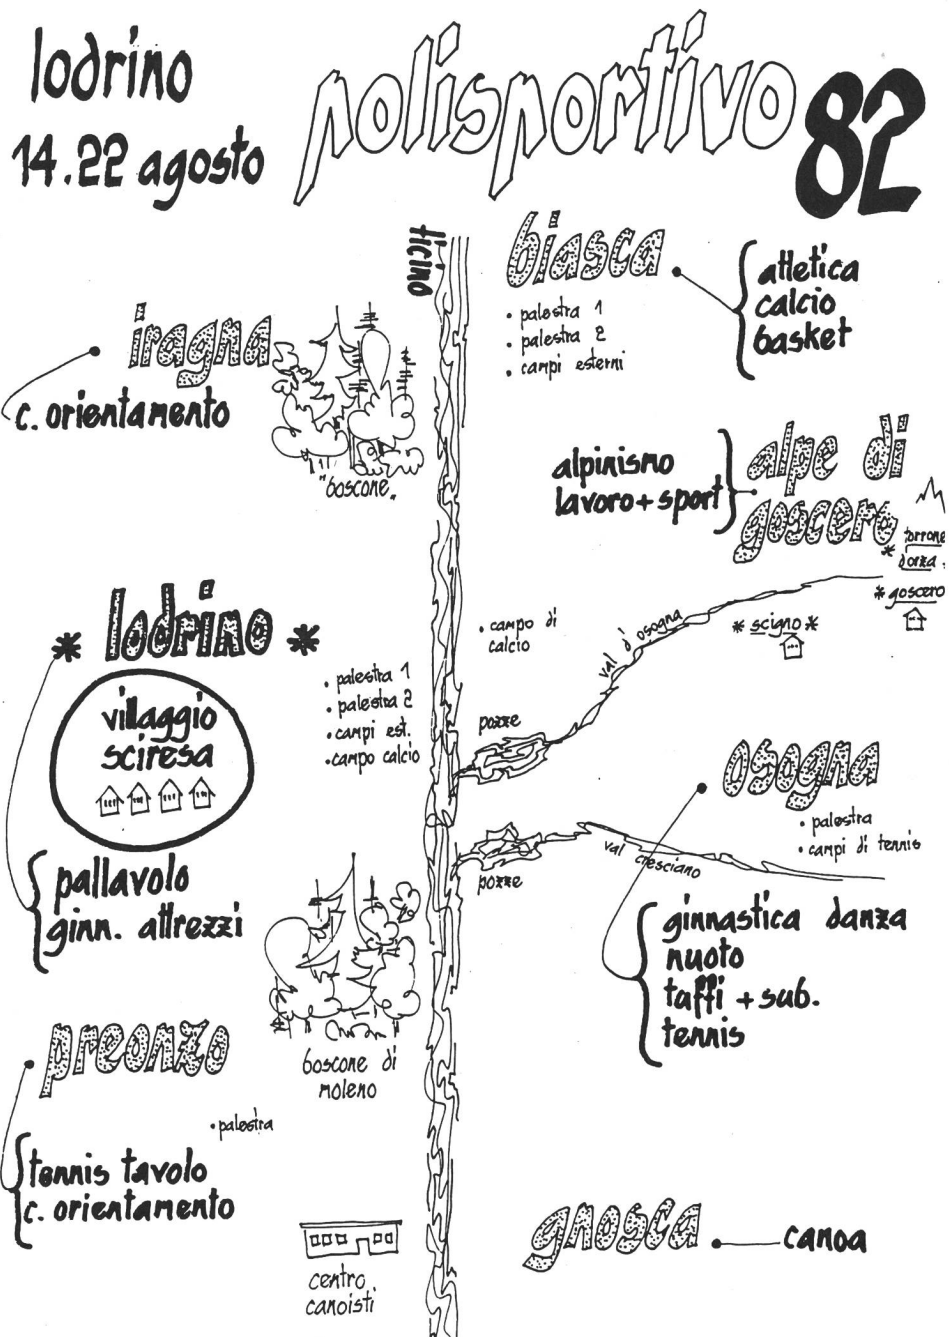 lodrino
14.22 agosto
polisportivo
82
ticino
biasca
• palestra 1
• palestra 2
• campi esterni
atletica
calcio
basket
iragna
c. orientamento
"boscone"
alpinismo
lavoro + sport
alpe di
goscero
* torrone
danza
* goscero
* scigno *
val d'osogna
• campo di
calcio
pozze
* lodrino *
villaggio
sciresa
• palestra 1
• palestra 2
• campi est.
• campo calcio
pallavolo
ginn. attrezzi
osogna
• palestra
• campi di tennis
val cresciano
pozze
ginnastica danza
nuoto
taffi + sub.
tennis
boscone di
moleno
preonzo
• palestra
tennis tavolo
c. orientamento
centro
canoisti
gnosca
canoa